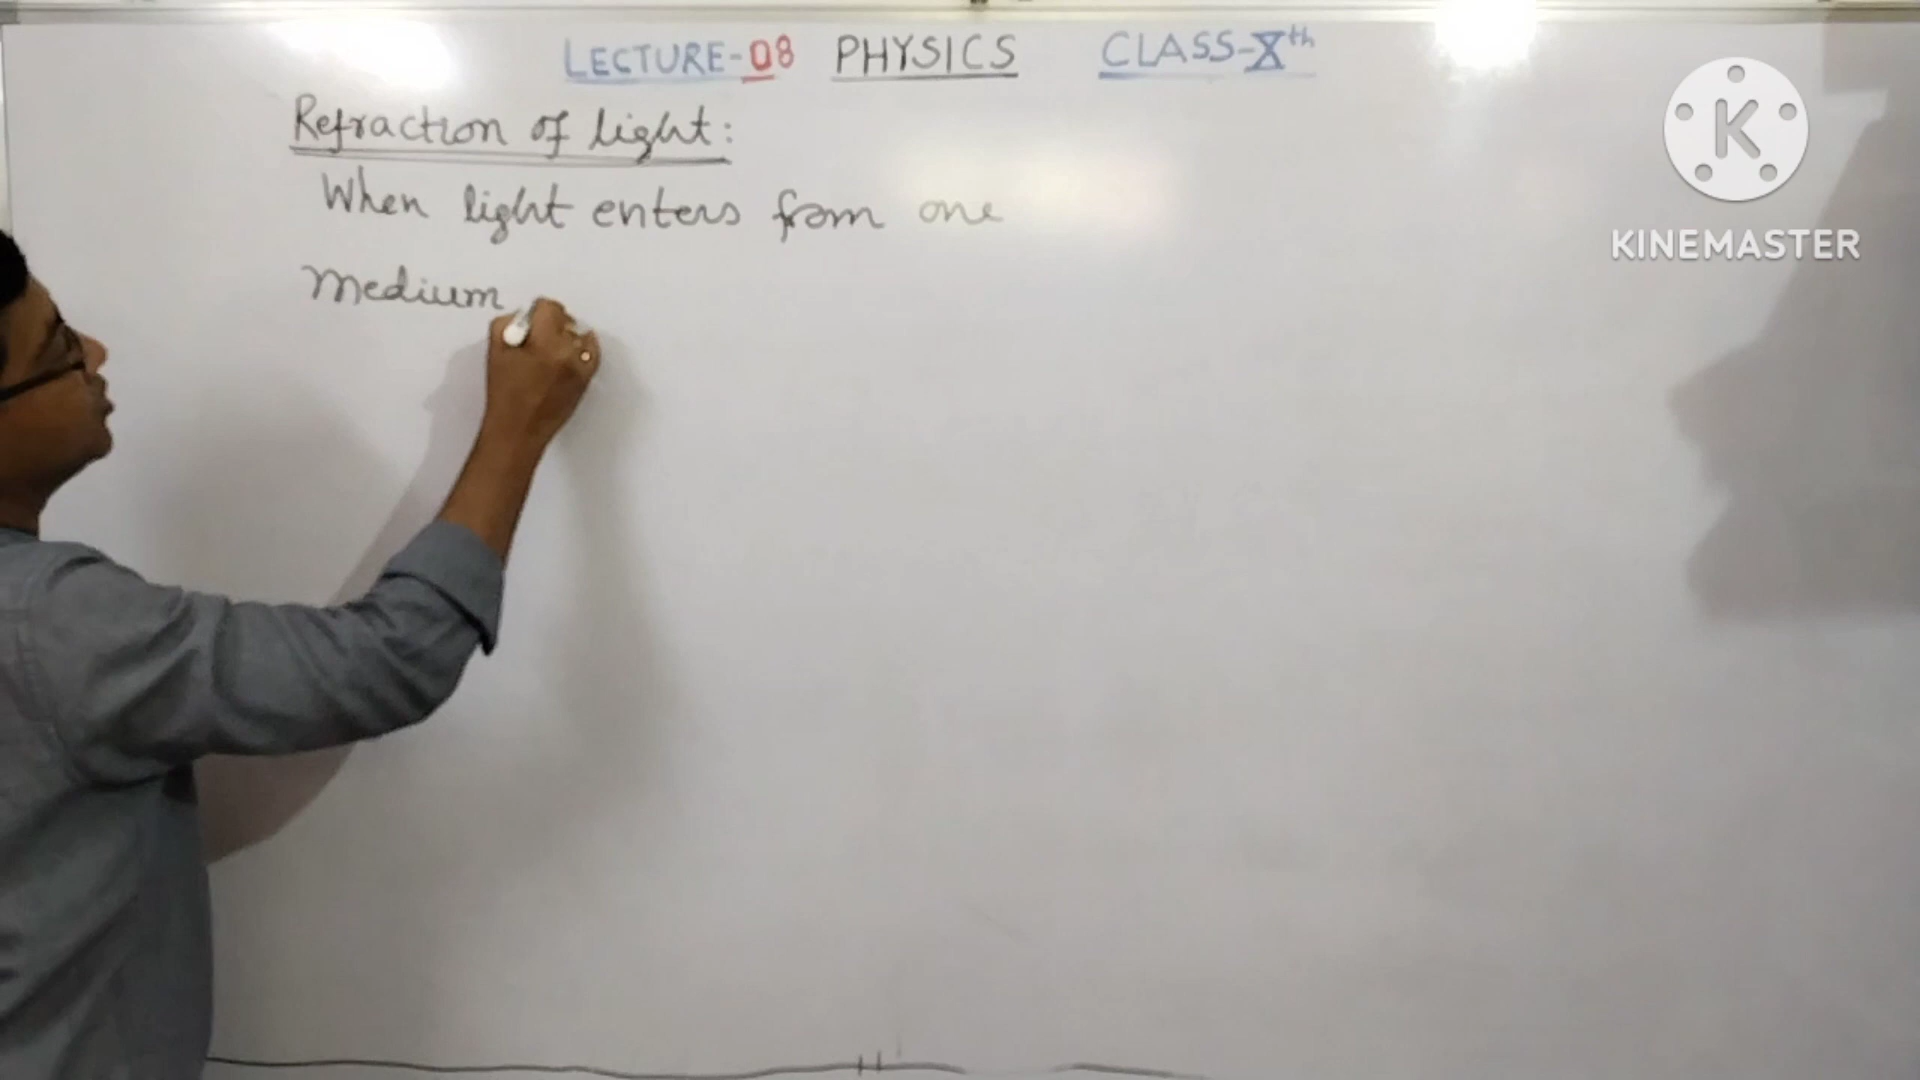 LECTURE-08 PHYSICS CLASS-Xth
Refraction of light:
When light enters from one
medium
K
KINEMASTER